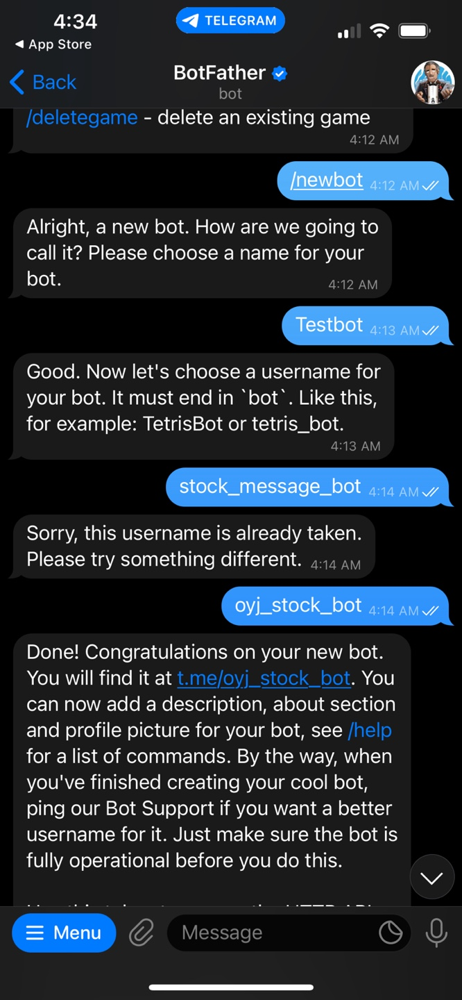 4:34
TELEGRAM
◀ App Store
Back
BotFather
bot
/deletegame - delete an existing game
4:12 AM
/newbot 4:12 AM
Alright, a new bot. How are we going to
call it? Please choose a name for your
bot.
4:12 AM
Testbot 4:13 AM
Good. Now let's choose a username for
your bot. It must end in `bot`. Like this,
for example: TetrisBot or tetris_bot.
4:13 AM
stock_message_bot 4:14 AM
Sorry, this username is already taken.
Please try something different. 4:14 AM
oyj_stock_bot 4:14 AM
Done! Congratulations on your new bot.
You will find it at t.me/oyj_stock_bot. You
can now add a description, about section
and profile picture for your bot, see /help
for a list of commands. By the way, when
you've finished creating your cool bot,
ping our Bot Support if you want a better
username for it. Just make sure the bot is
fully operational before you do this.
Menu
Message